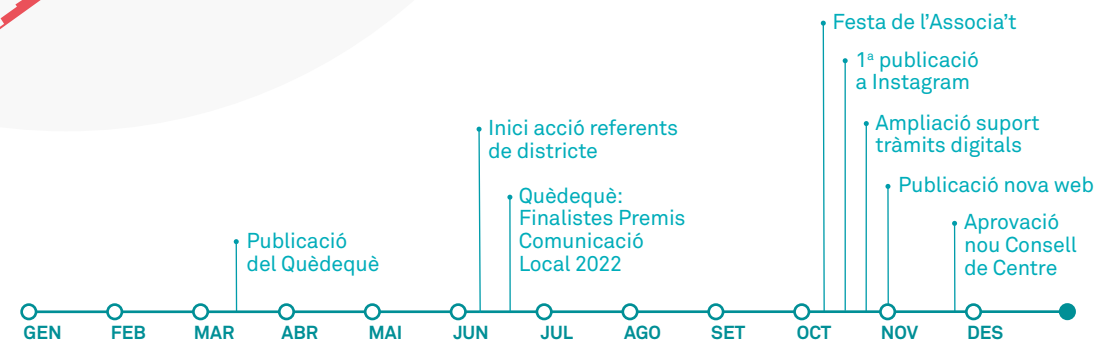 Festa de l'Associa't
1ª publicació
a Instagram
Inici acció referents
de districte
Ampliació suport
tràmits digitals
Quèdequè:
Finalistes Premis
Comunicació
Local 2022
Publicació nova web
Publicació
del Quèdequè
Aprovació
nou Consell
de Centre
GEN FEB MAR ABR MAI JUN JUL AGO SET OCT NOV DES